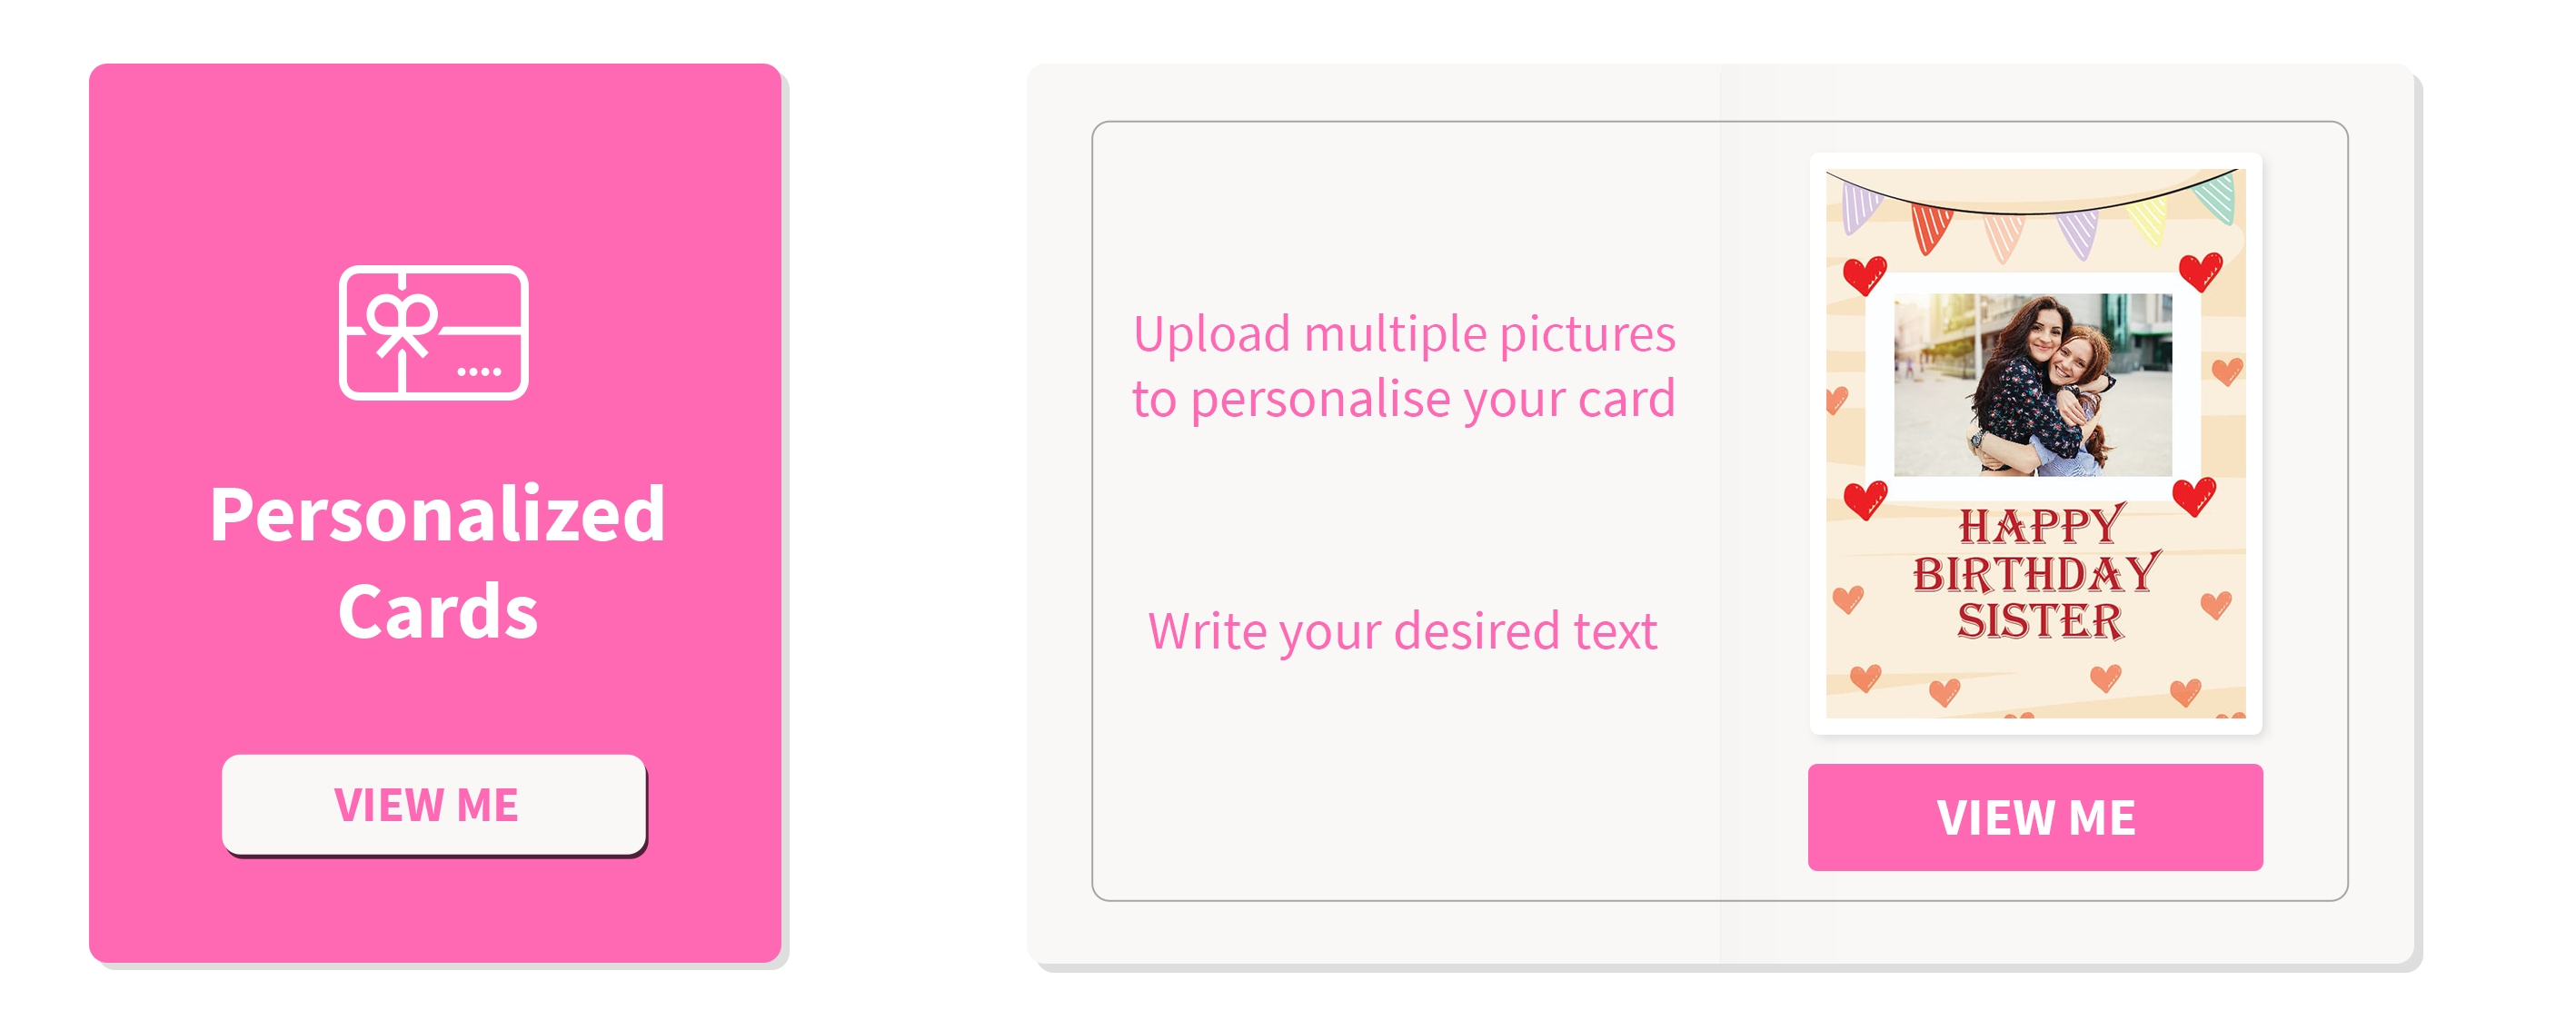 Personalized
Cards
VIEW ME
Upload multiple pictures
to personalise your card
Write your desired text
HAPPY
BIRTHDAY
SISTER
VIEW ME